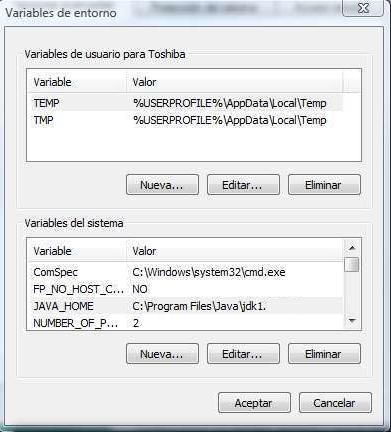 Variables de entorno
Variables de usuario para Toshiba
Variable Valor
TEMP %USERPROFILE%\AppData\Local\Temp
TMP %USERPROFILE%\AppData\Local\Temp
Nueva... Editar... Eliminar
Variables del sistema
Variable Valor
ComSpec C:\Windows\system32\cmd.exe
FP_NO_HOST_C... NO
JAVA_HOME C:\Program Files\Java\jdk1.
NUMBER_OF_P... 2
Nueva... Editar... Eliminar
Aceptar Cancelar